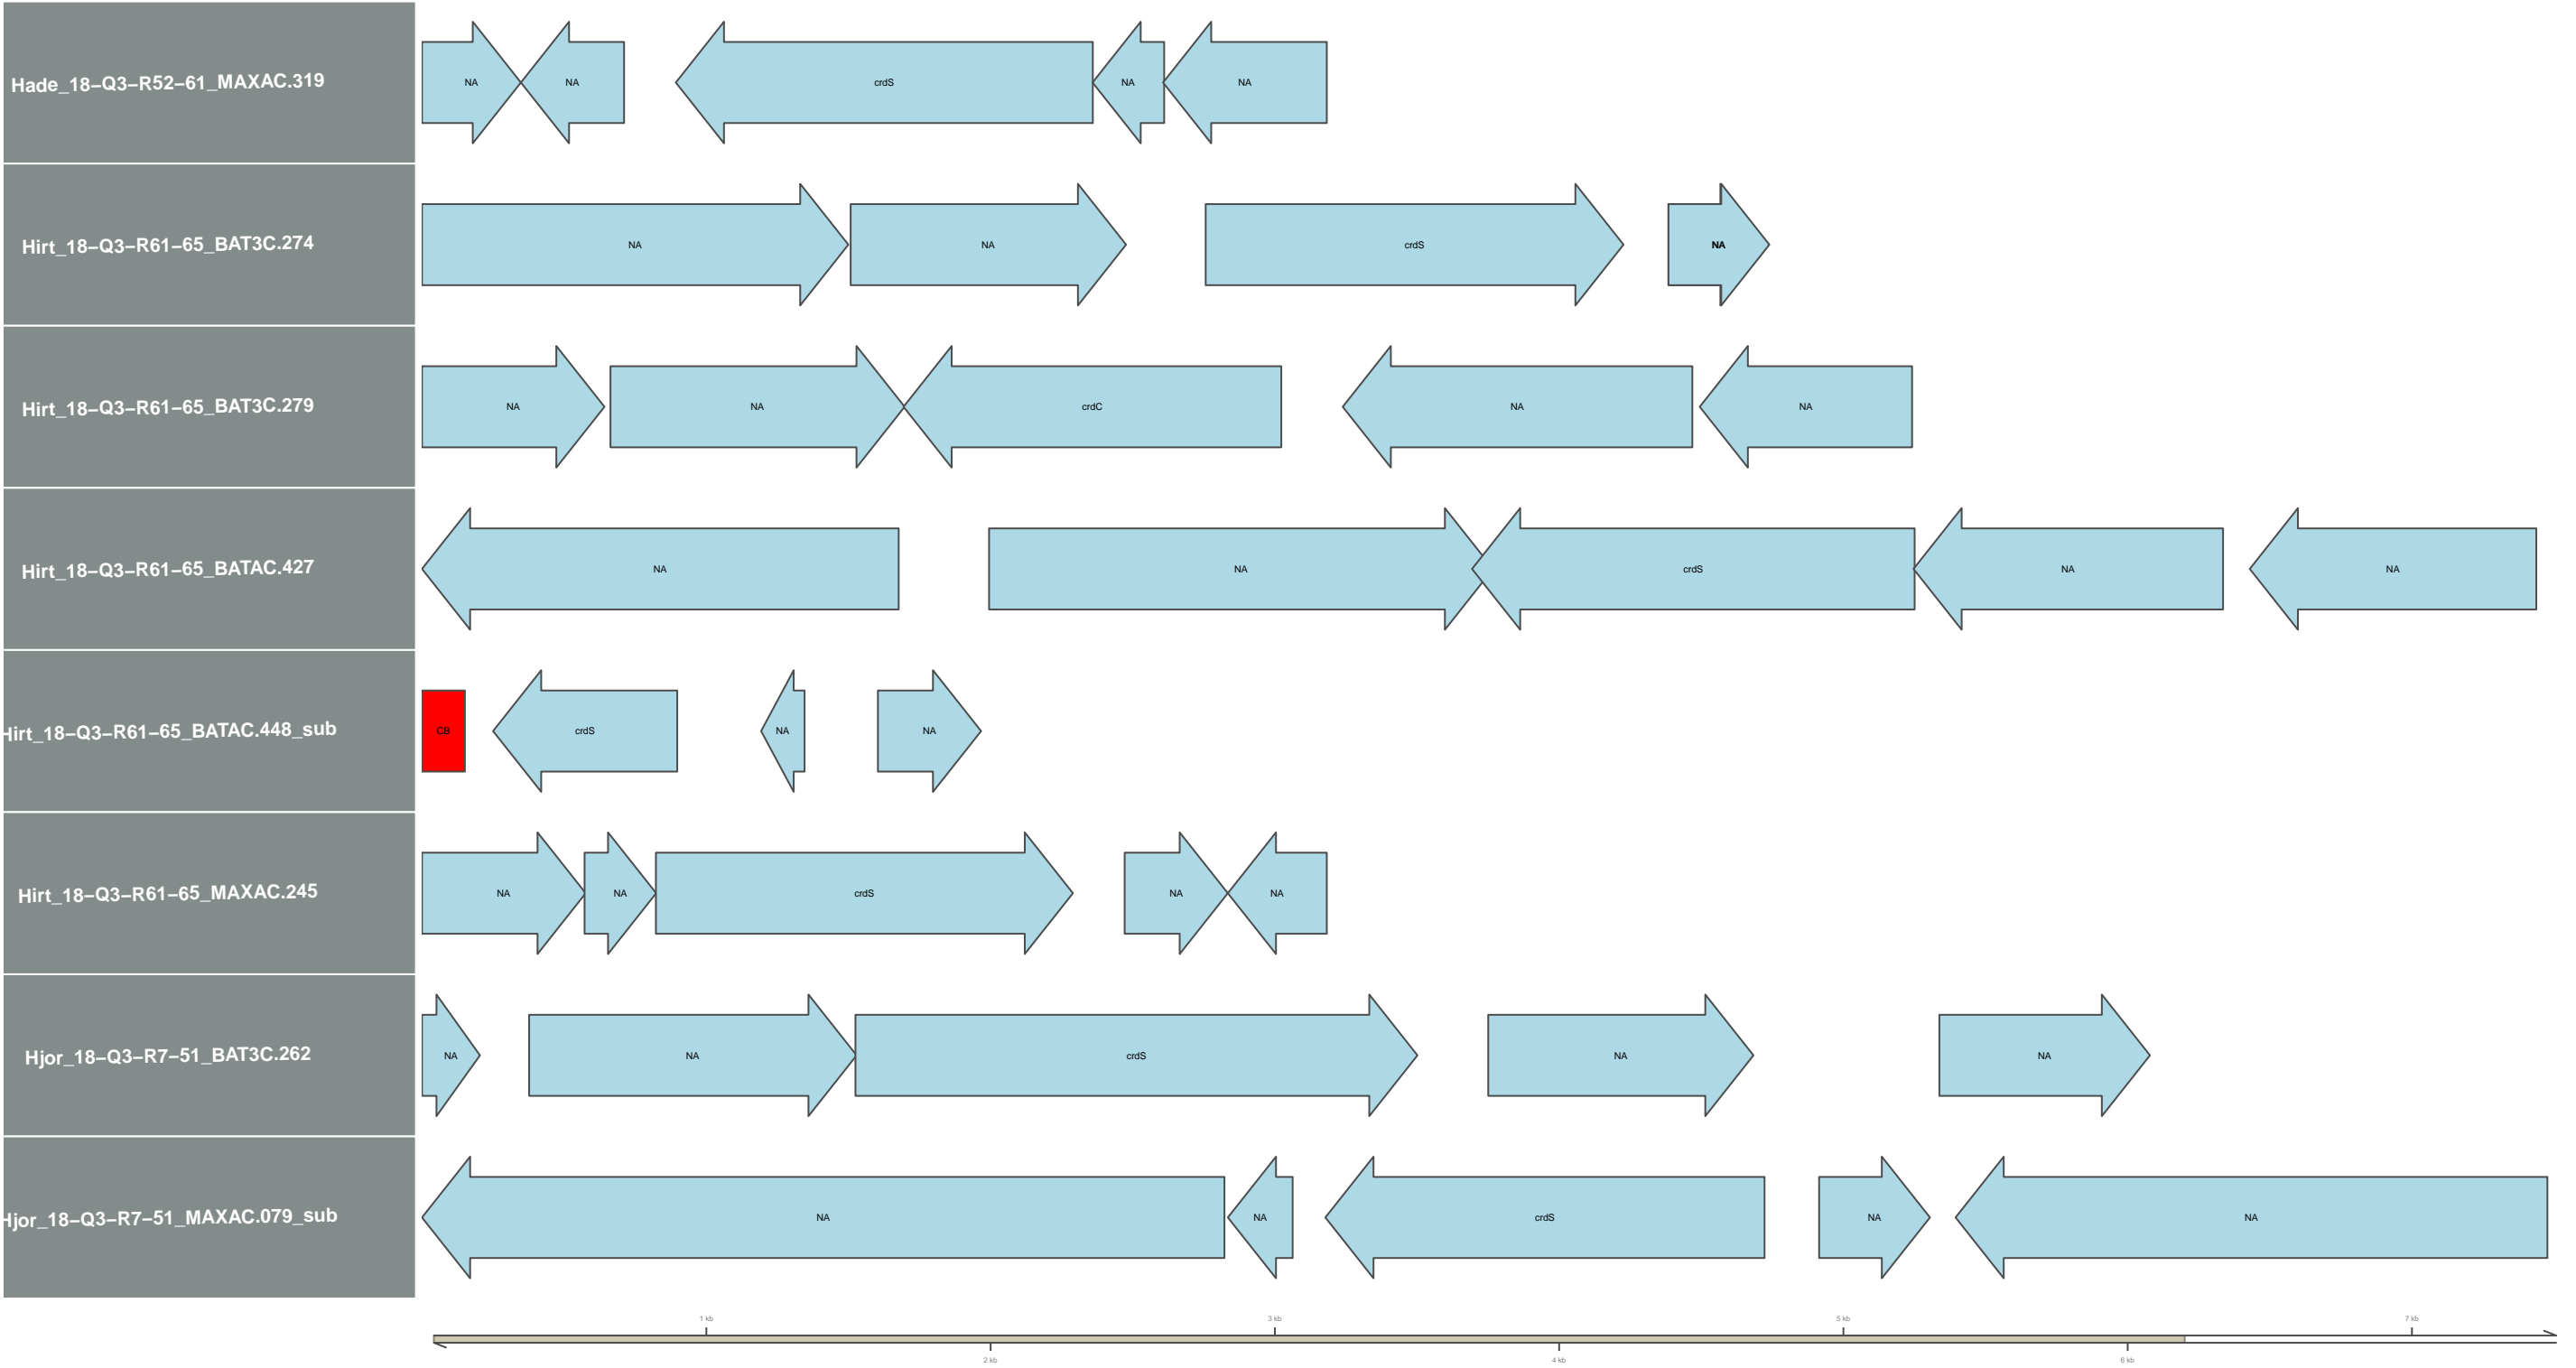 Hade_18-Q3-R52-61_MAXAC.319
NA NA crdS NA NA
Hirt_18-Q3-R61-65_BAT3C.274
NA NA crdS NA
Hirt_18-Q3-R61-65_BAT3C.279
NA NA crdC NA NA
Hirt_18-Q3-R61-65_BATAC.427
NA NA crdS NA NA
Hirt_18-Q3-R61-65_BATAC.448_sub
CB crdS NA NA
Hirt_18-Q3-R61-65_MAXAC.245
NA NA crdS NA NA
Hjor_18-Q3-R7-51_BAT3C.262
NA NA crdS NA NA
Hjor_18-Q3-R7-51_MAXAC.079_sub
NA NA crdS NA NA
1 kb 3 kb 5 kb 7 kb
2 kb 4 kb 6 kb